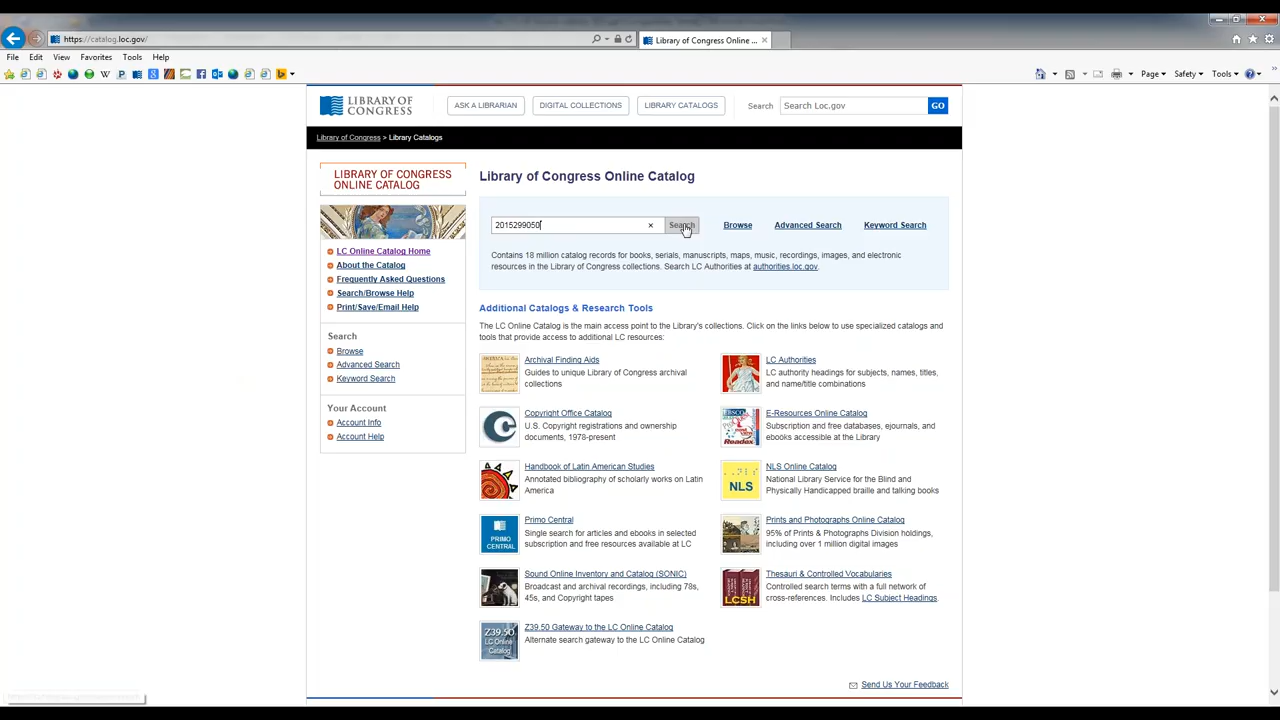 https://catalog.loc.gov/
Library of Congress Online ...
File Edit View Favorites Tools Help
Page Safety Tools
LIBRARY OF CONGRESS
ASK A LIBRARIAN DIGITAL COLLECTIONS LIBRARY CATALOGS Search Search Loc.gov GO
Library of Congress > Library Catalogs
LIBRARY OF CONGRESS
ONLINE CATALOG
LC Online Catalog Home
About the Catalog
Frequently Asked Questions
Search/Browse Help
Print/Save/Email Help
Search
Browse
Advanced Search
Keyword Search
Your Account
Account Info
Account Help
Library of Congress Online Catalog
2015299050 × Search Browse Advanced Search Keyword Search
Contains 18 million catalog records for books, serials, manuscripts, maps, music, recordings, images, and electronic
resources in the Library of Congress collections. Search LC Authorities at authorities.loc.gov.
Additional Catalogs & Research Tools
The LC Online Catalog is the main access point to the Library's collections. Click on the links below to use specialized catalogs and
tools that provide access to additional LC resources:
Archival Finding Aids
Guides to unique Library of Congress archival
collections
LC Authorities
LC authority headings for subjects, names, titles,
and name/title combinations
Copyright Office Catalog
U.S. Copyright registrations and ownership
documents, 1978-present
EBSCO
Readex
E-Resources Online Catalog
Subscription and free databases, ejournals, and
ebooks accessible at the Library
Handbook of Latin American Studies
Annotated bibliography of scholarly works on Latin
America
NLS
NLS Online Catalog
National Library Service for the Blind and
Physically Handicapped braille and talking books
PRIMO
CENTRAL
Primo Central
Single search for articles and ebooks in selected
subscription and free resources available at LC
Prints and Photographs Online Catalog
95% of Prints & Photographs Division holdings,
including over 1 million digital images
Sound Online Inventory and Catalog (SONIC)
Broadcast and archival recordings, including 78s,
45s, and Copyright tapes
LCSH
Thesauri & Controlled Vocabularies
Controlled search terms with a full network of
cross-references. Includes LC Subject Headings.
Z39.50
LC Online
Catalog
Z39.50 Gateway to the LC Online Catalog
Alternate search gateway to the LC Online Catalog
Send Us Your Feedback